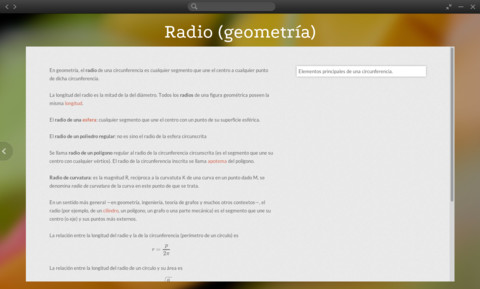 Radio (geometría)
En geometría, el radio de una circunferencia es cualquier segmento que une el centro a cualquier punto
de dicha circunferencia.
Elementos principales de una circunferencia.
La longitud del radio es la mitad de la del diámetro. Todos los radios de una figura geométrica poseen la
misma longitud.
El radio de una esfera: cualquier segmento que une el centro con un punto de su superficie esférica.
El radio de un poliedro regular: no es sino el radio de la esfera circunscrita
Se llama radio de un polígono regular al radio de la circunferencia circunscrita (es el segmento que une su
centro con cualquier vértice). El radio de la circunferencia inscrita se llama apotema del polígono.
Radio de curvatura: es la magnitud R, recíproca a la curvatura K de una curva en un punto dado M, se
denomina radio de curvatura de la curva en este punto de que se trata.
En un sentido más general —en geometría, ingeniería, teoría de grafos y muchos otros contextos—, el
radio (por ejemplo, de un cilindro, un polígono, un grafo o una parte mecánica) es el segmento que une su
centro (o eje) y sus puntos más externos.
La relación entre la longitud del radio y la de la circunferencia (perímetro de un círculo) es
r = p / 2π
La relación entre la longitud del radio de un círculo y su área es